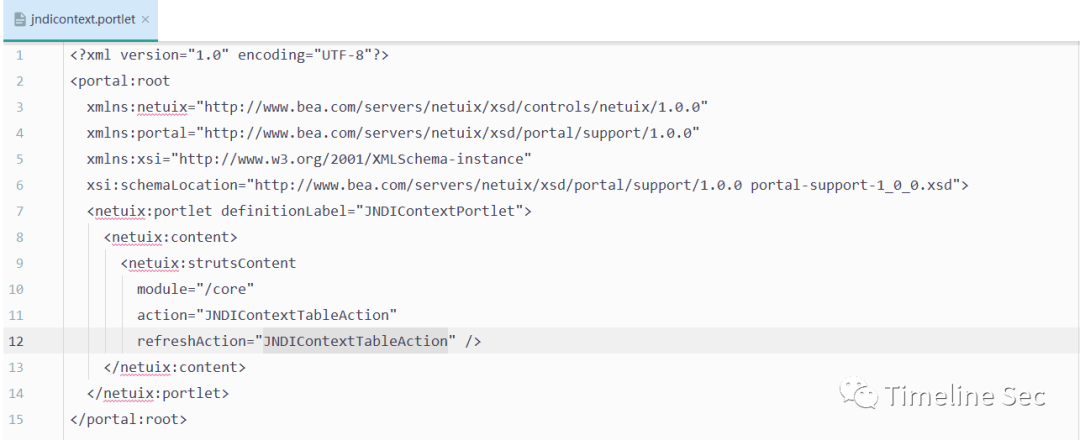 jndicontext.portlet ×
1 <?xml version="1.0" encoding="UTF-8"?>
2 <portal:root
3 xmlns:netuix="http://www.bea.com/servers/netuix/xsd/controls/netuix/1.0.0"
4 xmlns:portal="http://www.bea.com/servers/netuix/xsd/portal/support/1.0.0"
5 xmlns:xsi="http://www.w3.org/2001/XMLSchema-instance"
6 xsi:schemaLocation="http://www.bea.com/servers/netuix/xsd/portal/support/1.0.0 portal-support-1_0_0.xsd">
7 <netuix:portlet definitionLabel="JNDIContextPortlet">
8 <netuix:content>
9 <netuix:strutsContent
10 module="/core"
11 action="JNDIContextTableAction"
12 refreshAction="JNDIContextTableAction" />
13 </netuix:content>
14 </netuix:portlet>
15 </portal:root>
Timeline Sec